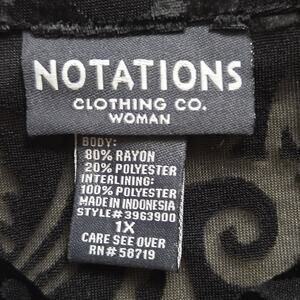 NOTATIONS
CLOTHING CO.
WOMAN
BODY:
80% RAYON
20% POLYESTER
INTERLINING:
100% POLYESTER
MADE IN INDONESIA
STYLE# 3963900
1X
CARE SEE OVER
RN# 58719